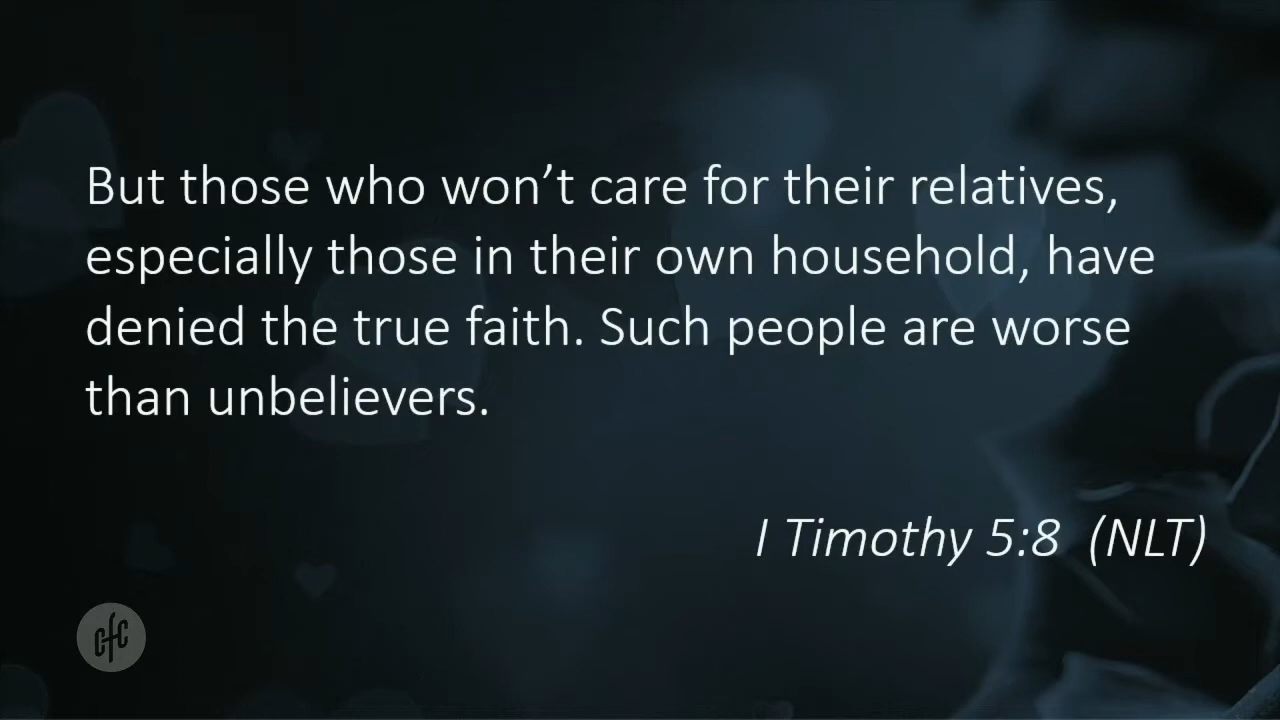 But those who won’t care for their relatives,
especially those in their own household, have
denied the true faith. Such people are worse
than unbelievers.
I Timothy 5:8 (NLT)
cfc